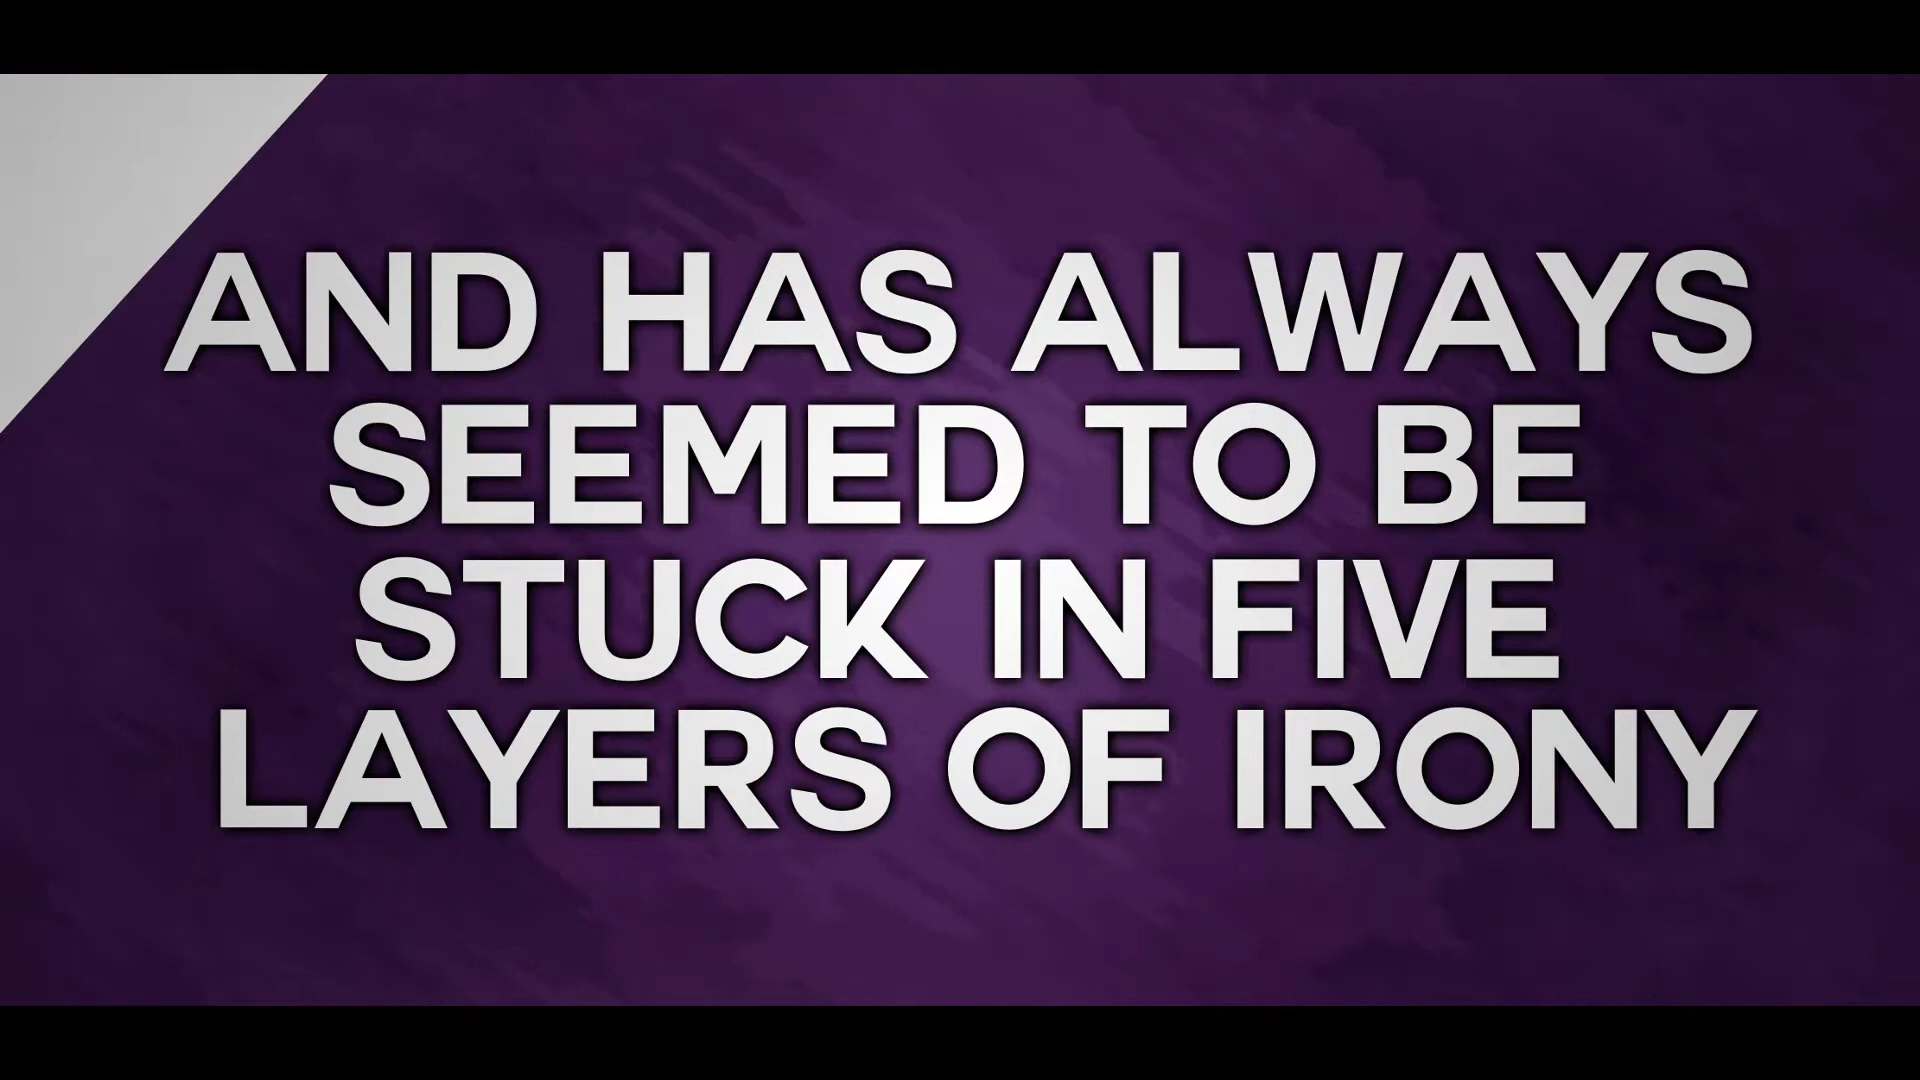 AND HAS ALWAYS
SEEMED TO BE
STUCK IN FIVE
LAYERS OF IRONY